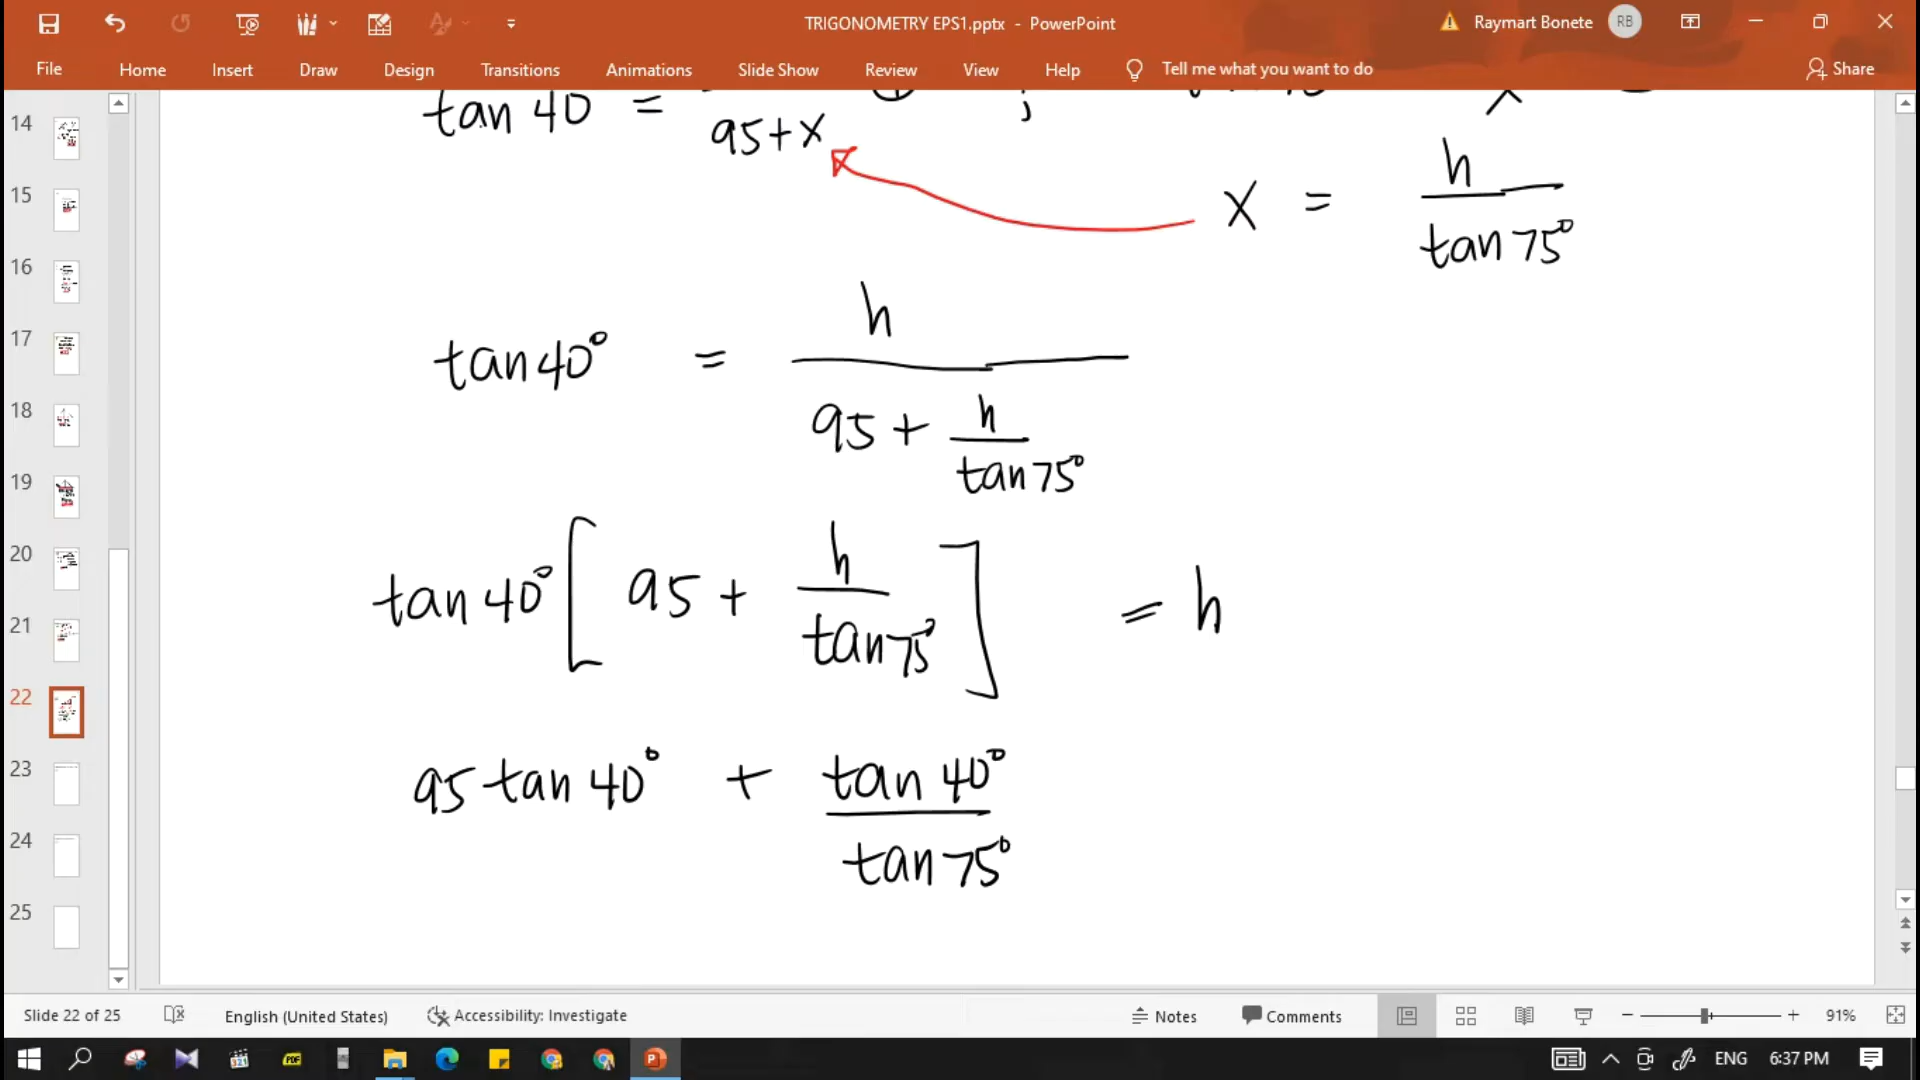 TRIGONOMETRY EPS1.pptx - PowerPoint
Raymart Bonete
RB
File Home Insert Draw Design Transitions Animations Slide Show Review View Help Tell me what you want to do Share
14
15
16
17
18
19
20
21
22
23
24
25
tan 40 = 95+x ;
x = h / tan 75°
tan 40° = h / (95 + h / tan 75°)
tan 40° [ 95 + h / tan 75° ] = h
95 tan 40° + tan 40° / tan 75°
Slide 22 of 25 English (United States) Accessibility: Investigate Notes Comments 91%
ENG 6:37 PM